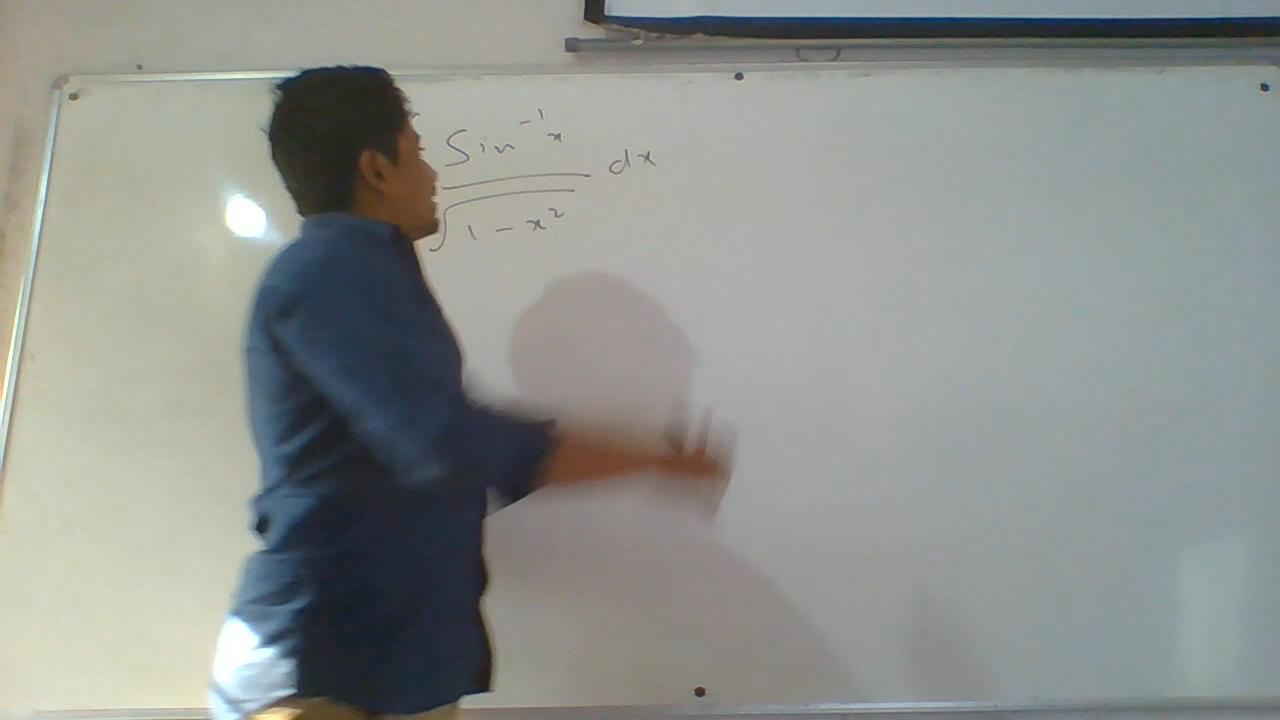 Sin⁻¹x dx
√1 - x²